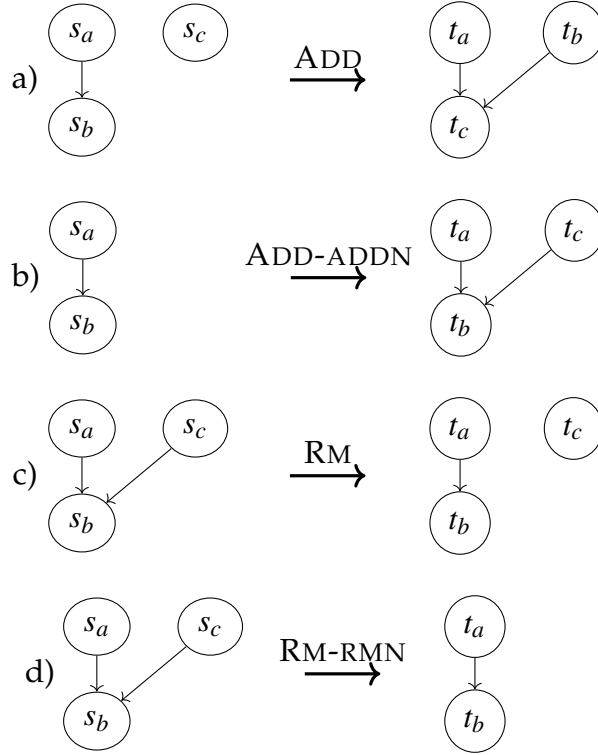 s_a s_c ADD t_a t_b
a)
s_b t_c
s_a ADD-ADDN t_a t_c
b)
s_b t_b
s_a s_c RM t_a t_c
c)
s_b t_b
s_a s_c RM-RMN t_a
d)
s_b t_b